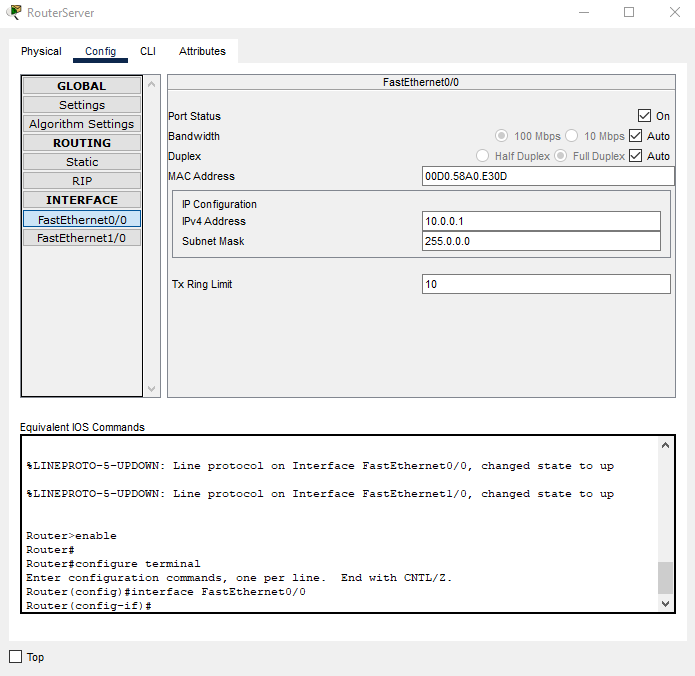 RouterServer
Physical Config CLI Attributes
GLOBAL
Settings
Algorithm Settings
ROUTING
Static
RIP
INTERFACE
FastEthernet0/0
FastEthernet1/0
FastEthernet0/0
Port Status On
Bandwidth 100 Mbps 10 Mbps Auto
Duplex Half Duplex Full Duplex Auto
MAC Address 00D0.58A0.E30D
IP Configuration
IPv4 Address 10.0.0.1
Subnet Mask 255.0.0.0
Tx Ring Limit 10
Equivalent IOS Commands
%LINEPROTO-5-UPDOWN: Line protocol on Interface FastEthernet0/0, changed state to up
%LINEPROTO-5-UPDOWN: Line protocol on Interface FastEthernet1/0, changed state to up
Router>enable
Router#
Router#configure terminal
Enter configuration commands, one per line.  End with CNTL/Z.
Router(config)#interface FastEthernet0/0
Router(config-if)#
Top